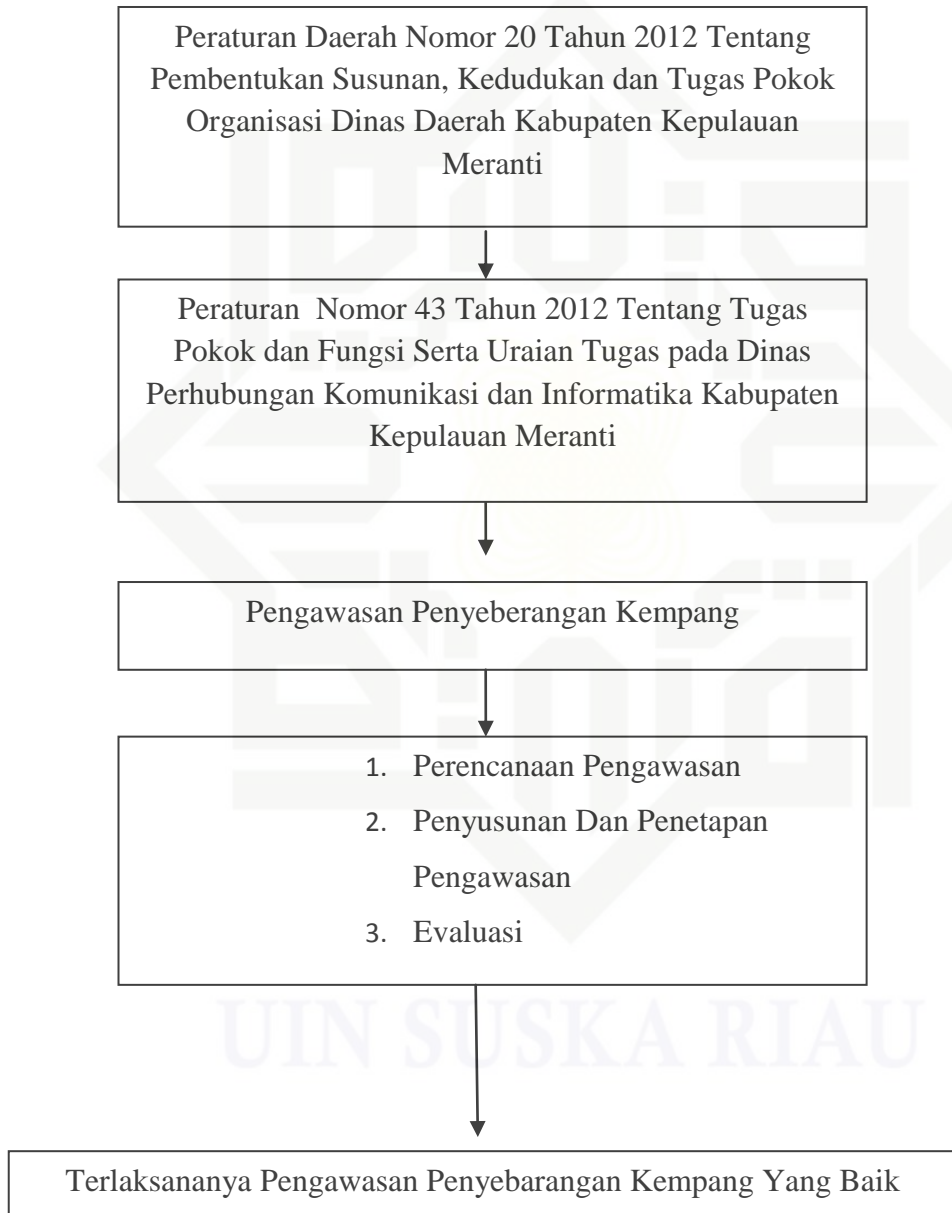 Peraturan Daerah Nomor 20 Tahun 2012 Tentang
Pembentukan Susunan, Kedudukan dan Tugas Pokok
Organisasi Dinas Daerah Kabupaten Kepulauan
Meranti
Peraturan  Nomor 43 Tahun 2012 Tentang Tugas
Pokok dan Fungsi Serta Uraian Tugas pada Dinas
Perhubungan Komunikasi dan Informatika Kabupaten
Kepulauan Meranti
Pengawasan Penyeberangan Kempang
1. Perencanaan Pengawasan
2. Penyusunan Dan Penetapan
Pengawasan
3. Evaluasi
UIN SUSKA RIAU
Terlaksananya Pengawasan Penyebarangan Kempang Yang Baik